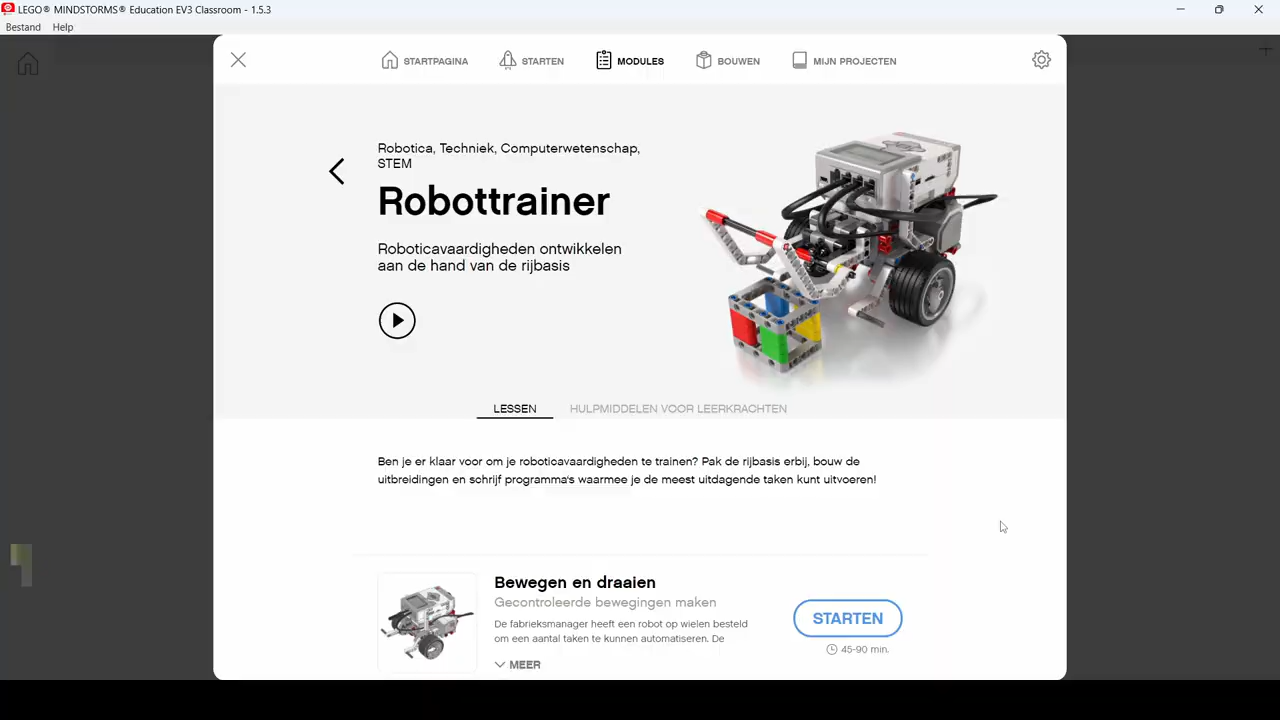 LEGO® MINDSTORMS® Education EV3 Classroom - 1.5.3
Bestand Help
STARTPAGINA STARTEN MODULES BOUWEN MIJN PROJECTEN
Robotica, Techniek, Computerwetenschap,
STEM
Robottrainer
Roboticavaardigheden ontwikkelen
aan de hand van de rijbasis
LESSEN HULPMIDDELEN VOOR LEERKRACHTEN
Ben je er klaar voor om je roboticavaardigheden te trainen? Pak de rijbasis erbij, bouw de
uitbreidingen en schrijf programma's waarmee je de meest uitdagende taken kunt uitvoeren!
Bewegen en draaien
Gecontroleerde bewegingen maken
De fabrieksmanager heeft een robot op wielen besteld
om een aantal taken te kunnen automatiseren. De
MEER
STARTEN
45-90 min.